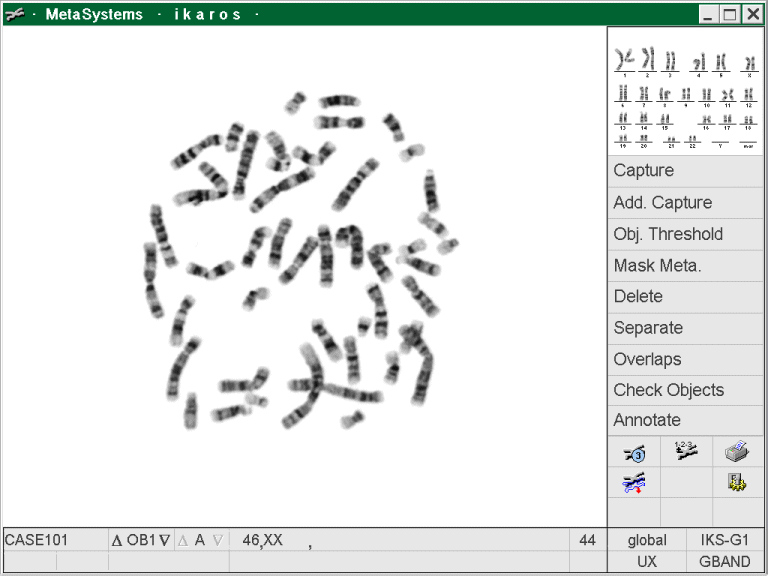 · MetaSystems · ikaros ·
1 2 3 4 5 X
6 7 8 9 10 11 12
13 14 15 16 17 18
19 20 21 22 Y mar
Capture
Add. Capture
Obj. Threshold
Mask Meta.
Delete
Separate
Overlaps
Check Objects
Annotate
3 1-2-3
CASE101 Δ OB1 ∇ Δ A ∇ 46,XX , 44 global IKS-G1
UX GBAND